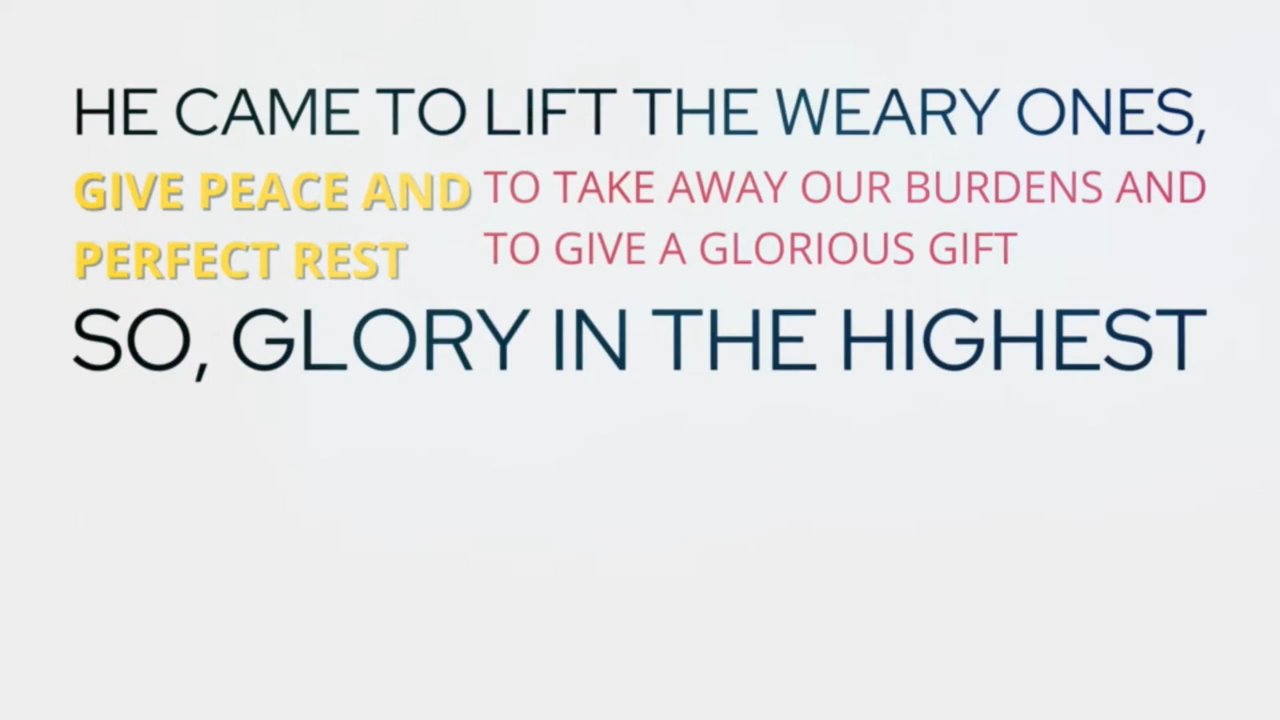 HE CAME TO LIFT THE WEARY ONES,
GIVE PEACE AND
PERFECT REST
TO TAKE AWAY OUR BURDENS AND
TO GIVE A GLORIOUS GIFT
SO, GLORY IN THE HIGHEST